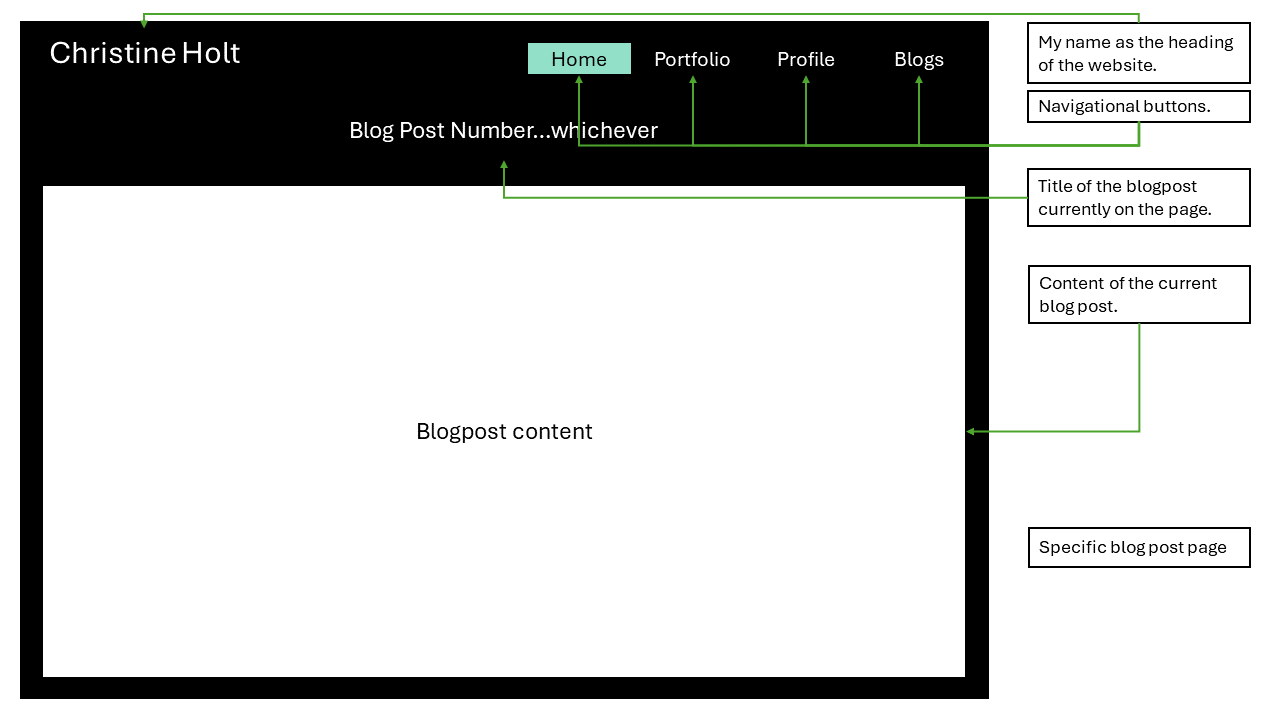 Christine Holt
Home
Portfolio
Profile
Blogs
Blog Post Number...whichever
Blogpost content
My name as the heading
of the website.
Navigational buttons.
Title of the blogpost
currently on the page.
Content of the current
blog post.
Specific blog post page